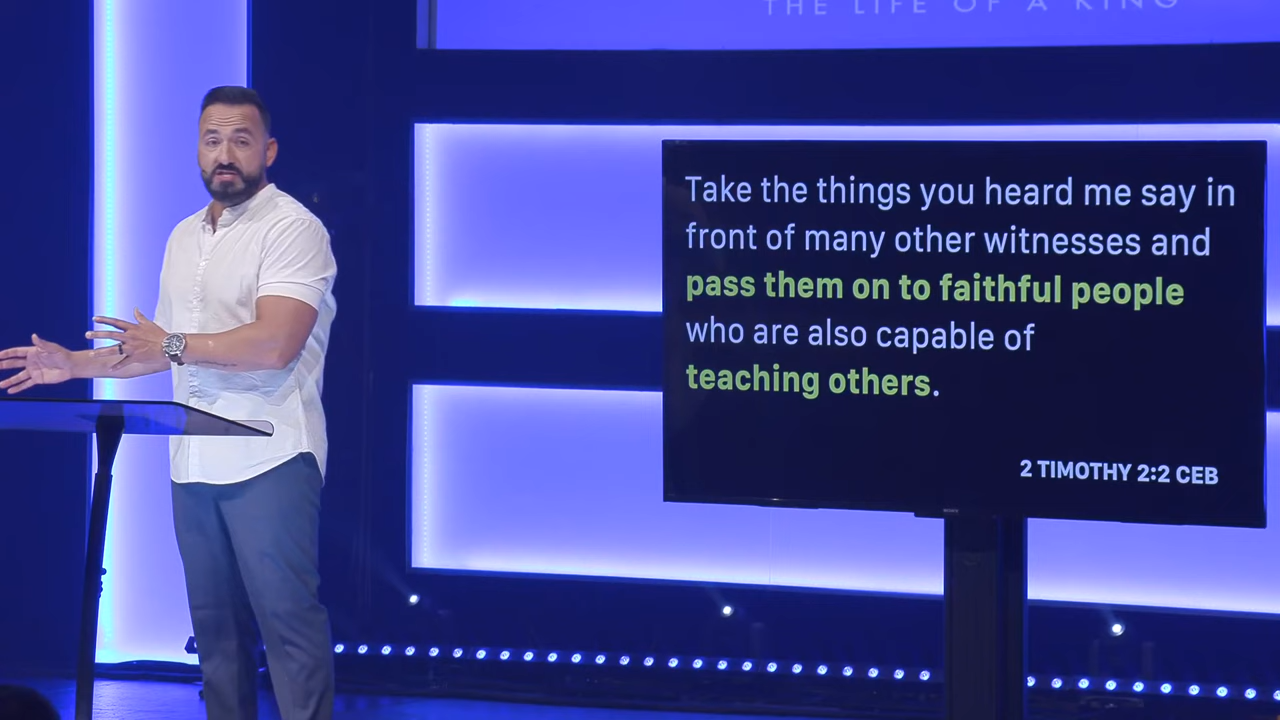 THE LIFE OF A KING
Take the things you heard me say in
front of many other witnesses and
pass them on to faithful people
who are also capable of
teaching others.
2 TIMOTHY 2:2 CEB